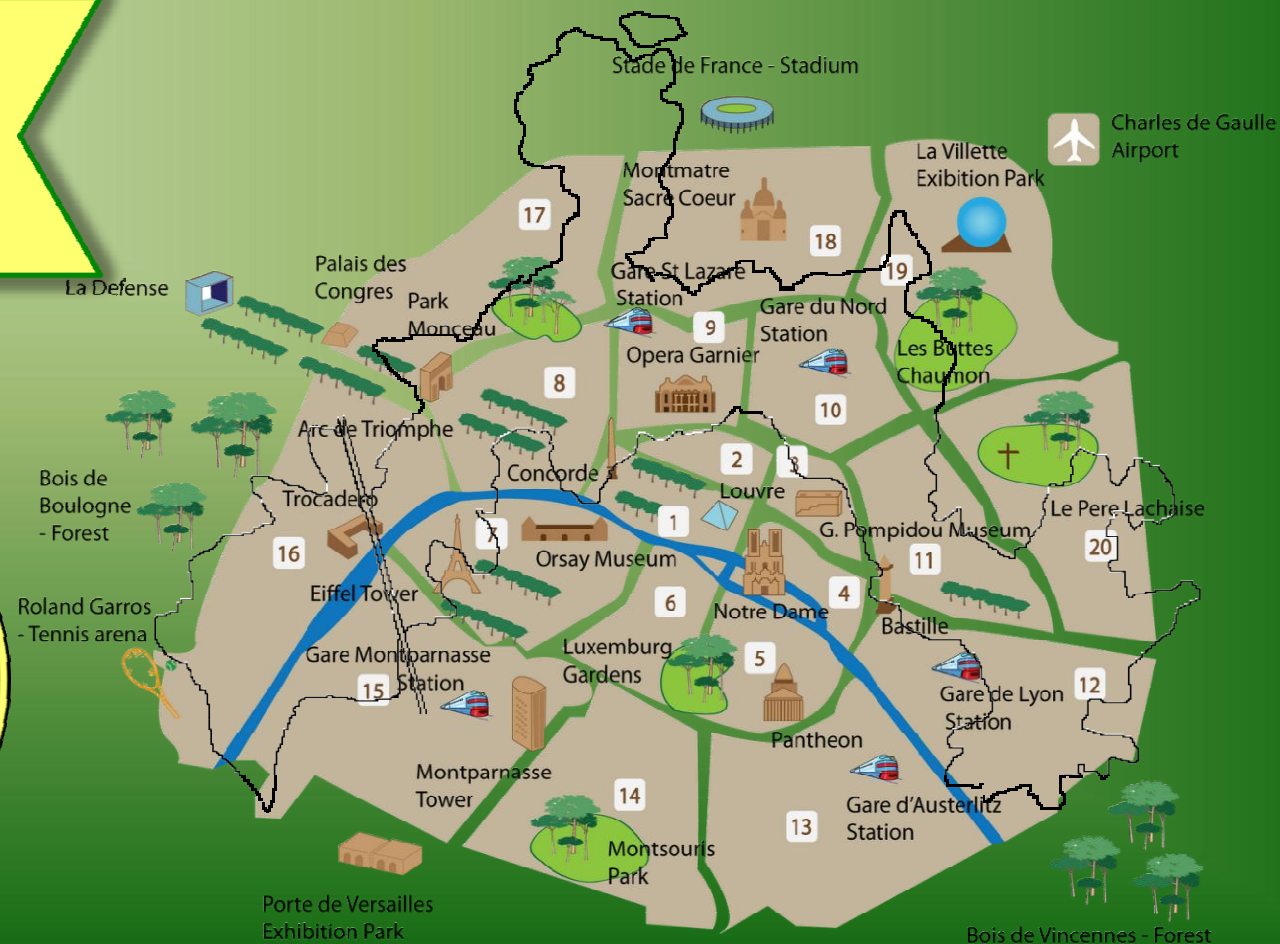 Stade de France - Stadium
Charles de Gaulle
Airport
La Villette
Exibition Park
Montmatre
Sacre Coeur
17
18
19
Palais des
Congres
La Defense
Park
Monceau
Gare St Lazare
Station
9
Gare du Nord
Station
Opera Garnier
Les Buttes
Chaumon
8
10
Arc de Triomphe
Concorde
2
3
Louvre
Bois de
Boulogne
- Forest
Trocadero
Le Pere Lachaise
1
7
G. Pompidou Museum
16
Orsay Museum
11
20
Eiffel Tower
6
Notre Dame
4
Roland Garros
- Tennis arena
Bastille
Gare Montparnasse
Station
15
Luxemburg
Gardens
5
Gare de Lyon
Station
12
Pantheon
Montparnasse
Tower
14
13
Gare d'Austerlitz
Station
Montsouris
Park
Porte de Versailles
Exhibition Park
Bois de Vincennes - Forest